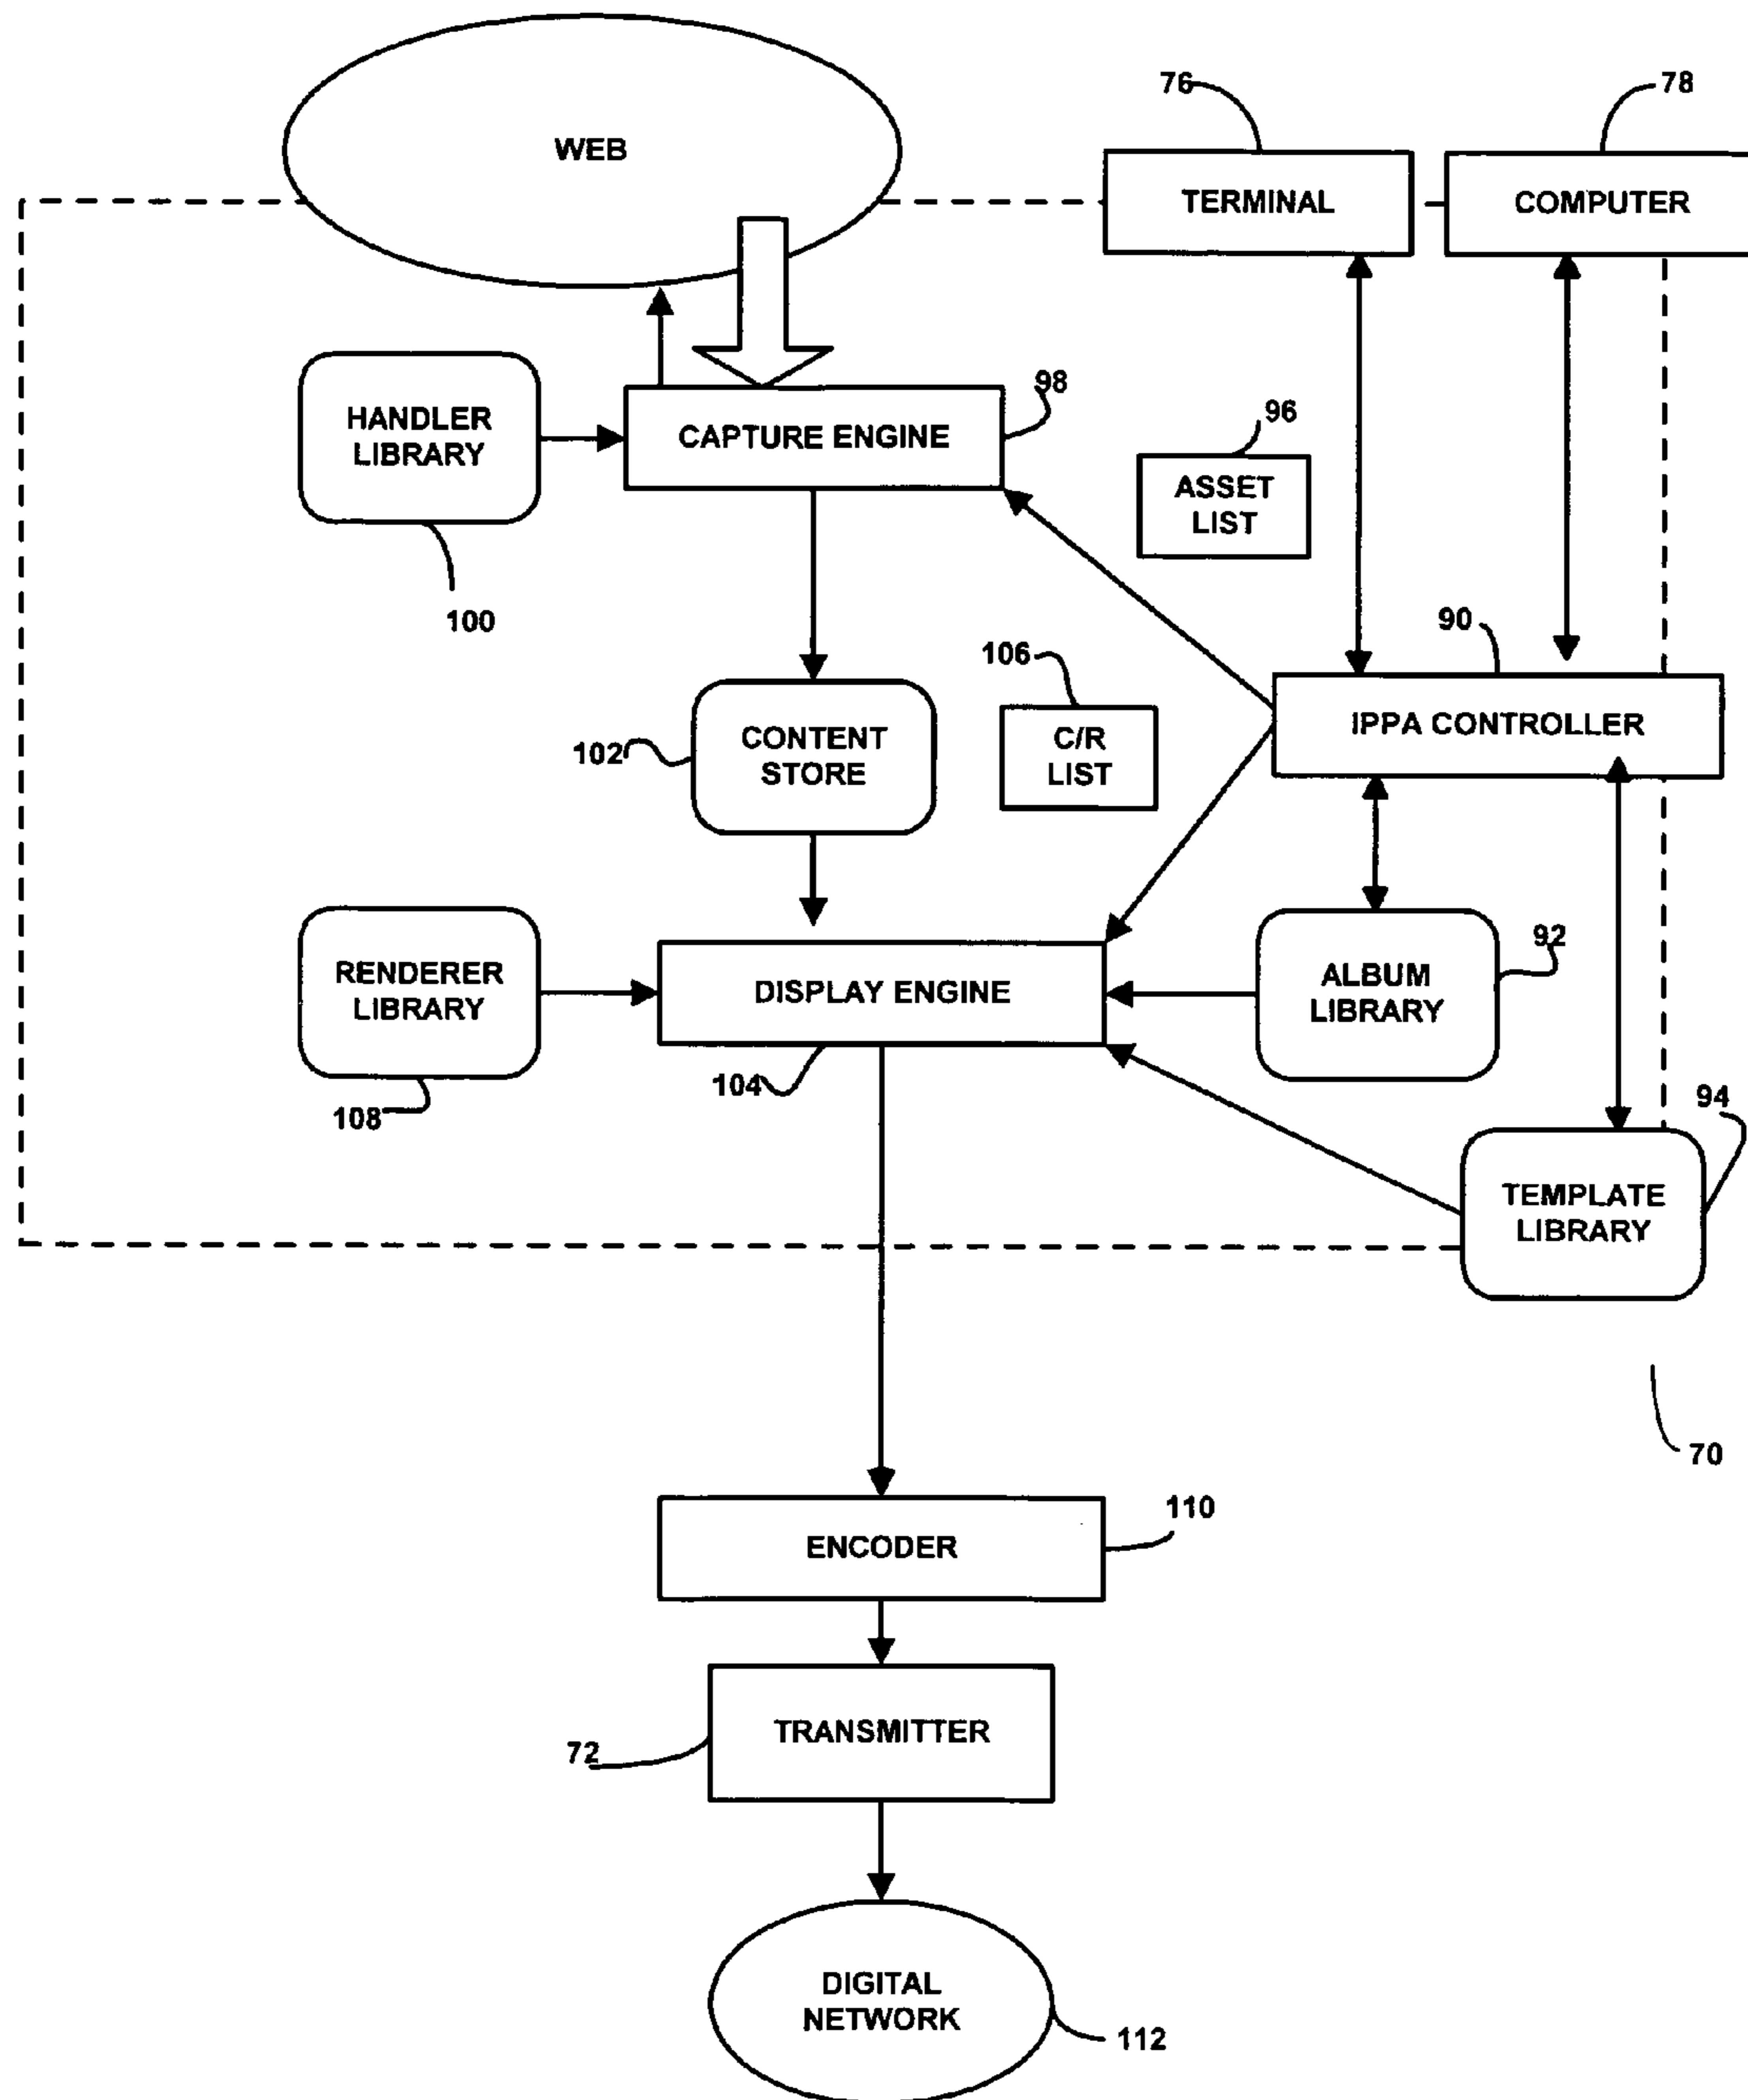 76
78
WEB
TERMINAL
COMPUTER
98
HANDLER
LIBRARY
CAPTURE ENGINE
96
ASSET
LIST
100
90
106
102
CONTENT
STORE
C/R
LIST
IPPA CONTROLLER
92
RENDERER
LIBRARY
DISPLAY ENGINE
ALBUM
LIBRARY
104
108
94
TEMPLATE
LIBRARY
70
110
ENCODER
TRANSMITTER
72
DIGITAL
NETWORK
112